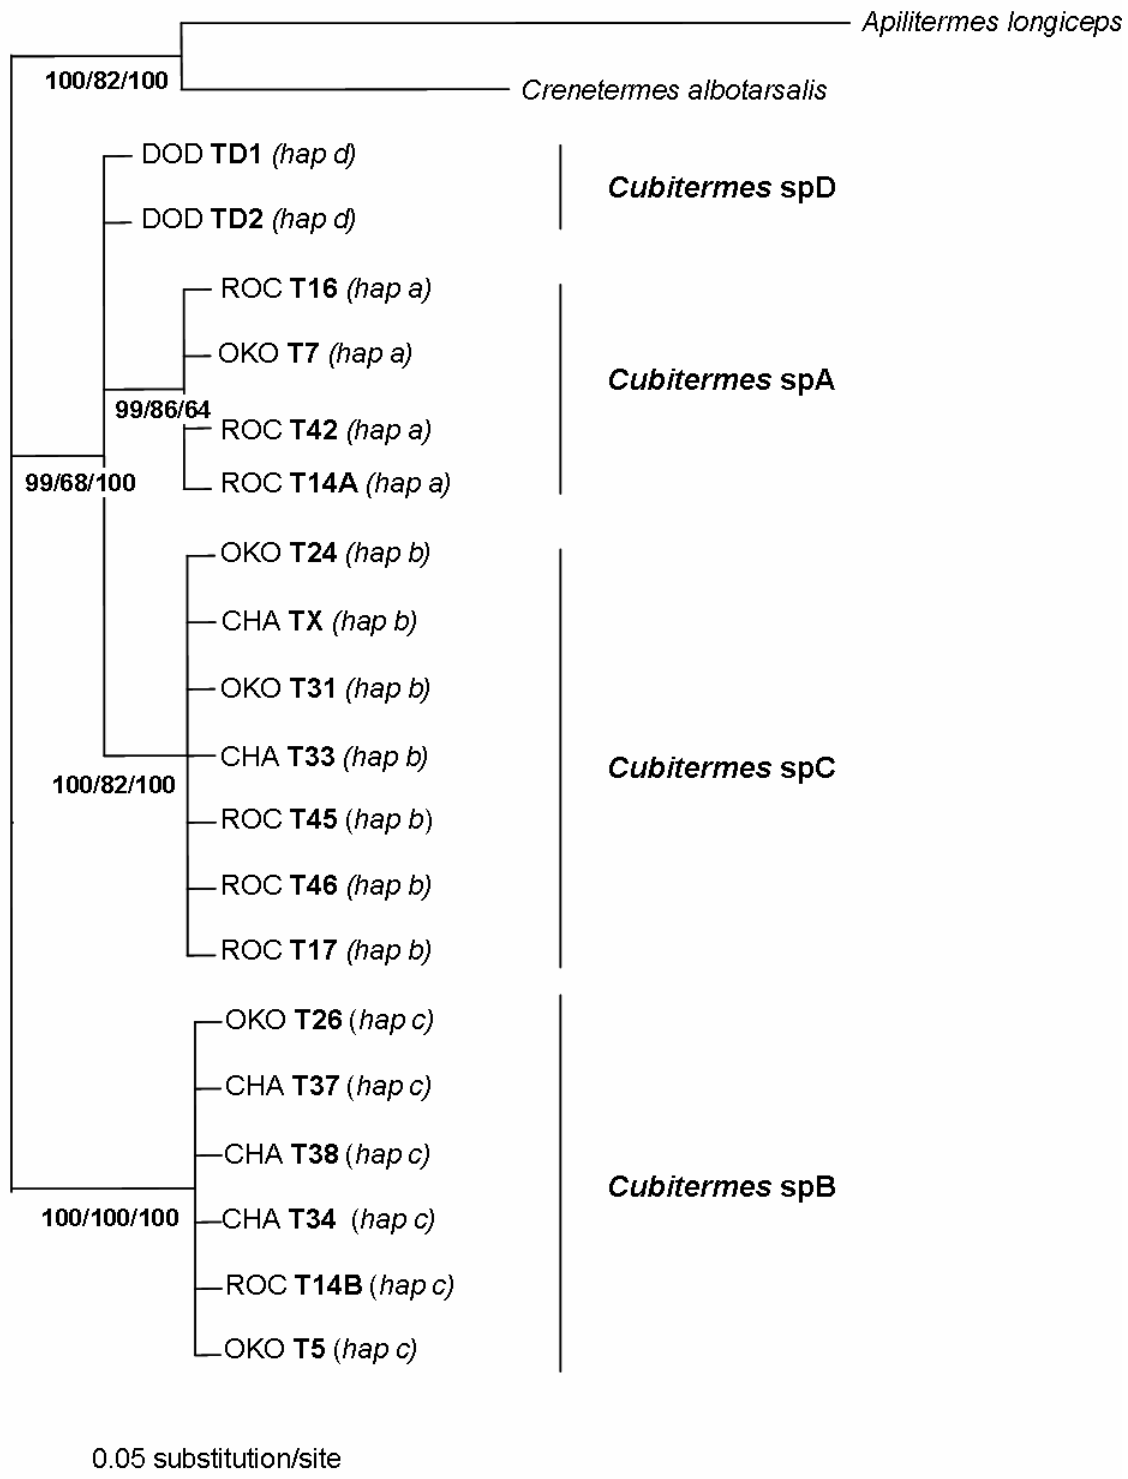 Apilitermes longiceps
100/82/100
Crenetermes albotarsalis
DOD TD1 (hap d)
Cubitermes spD
DOD TD2 (hap d)
ROC T16 (hap a)
OKO T7 (hap a)
Cubitermes spA
99/86/64
ROC T42 (hap a)
99/68/100
ROC T14A (hap a)
OKO T24 (hap b)
CHA TX (hap b)
OKO T31 (hap b)
CHA T33 (hap b)
Cubitermes spC
100/82/100
ROC T45 (hap b)
ROC T46 (hap b)
ROC T17 (hap b)
OKO T26 (hap c)
CHA T37 (hap c)
CHA T38 (hap c)
Cubitermes spB
100/100/100
CHA T34 (hap c)
ROC T14B (hap c)
OKO T5 (hap c)
0.05 substitution/site